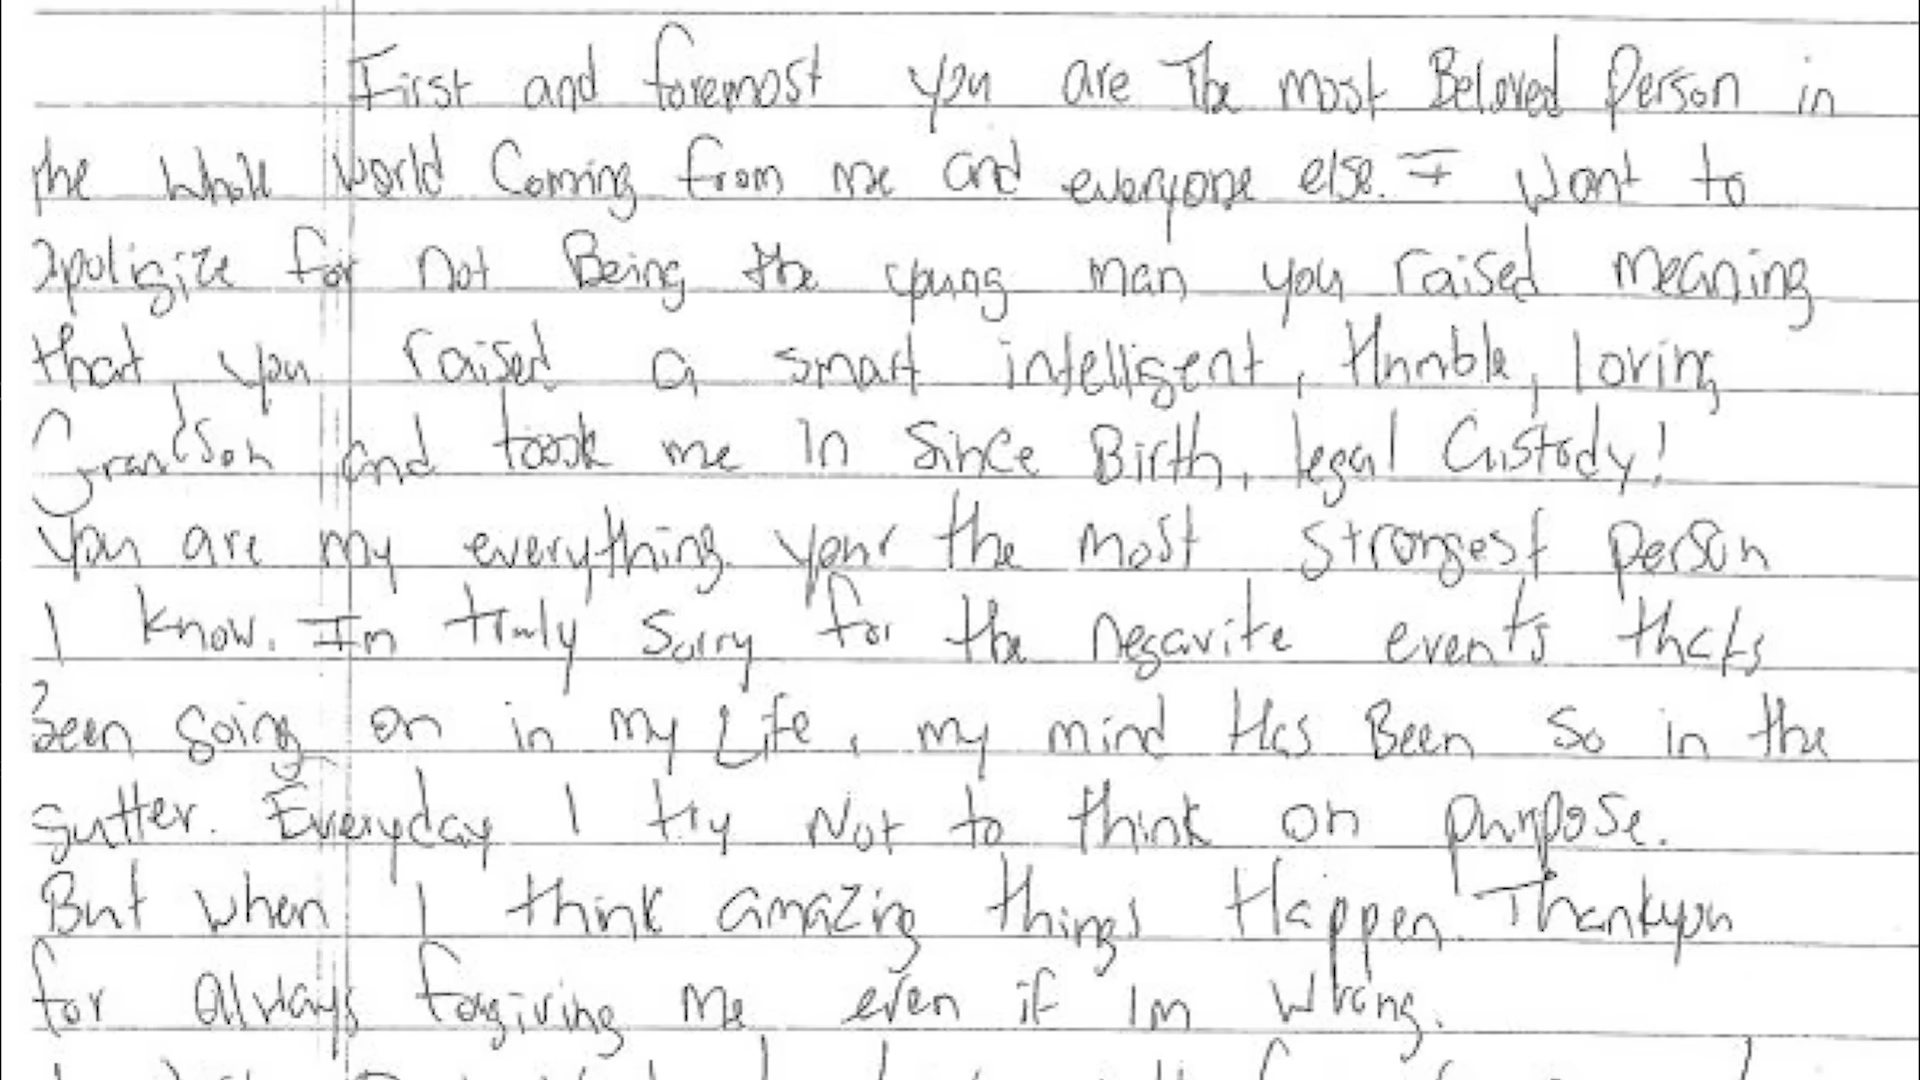 First and foremost you are The most Beloved Person in
the whole world Coming from me and everyone else. I want to
apoligize for not Being the young man you raised meaning
that you raised a smart intelligent, Humble, loving
Grandson and took me in Since Birth, legal Custody!
you are my everything. your the most strongest person
I know. Im truly sorry for the negavite events thats
Been going on in my Life, my mind Has Been so in the
gutter. Everyday I try Not to think on purpose.
But when I think amazing things Happen Thankyou
for Always forgiving me even if Im wrong.